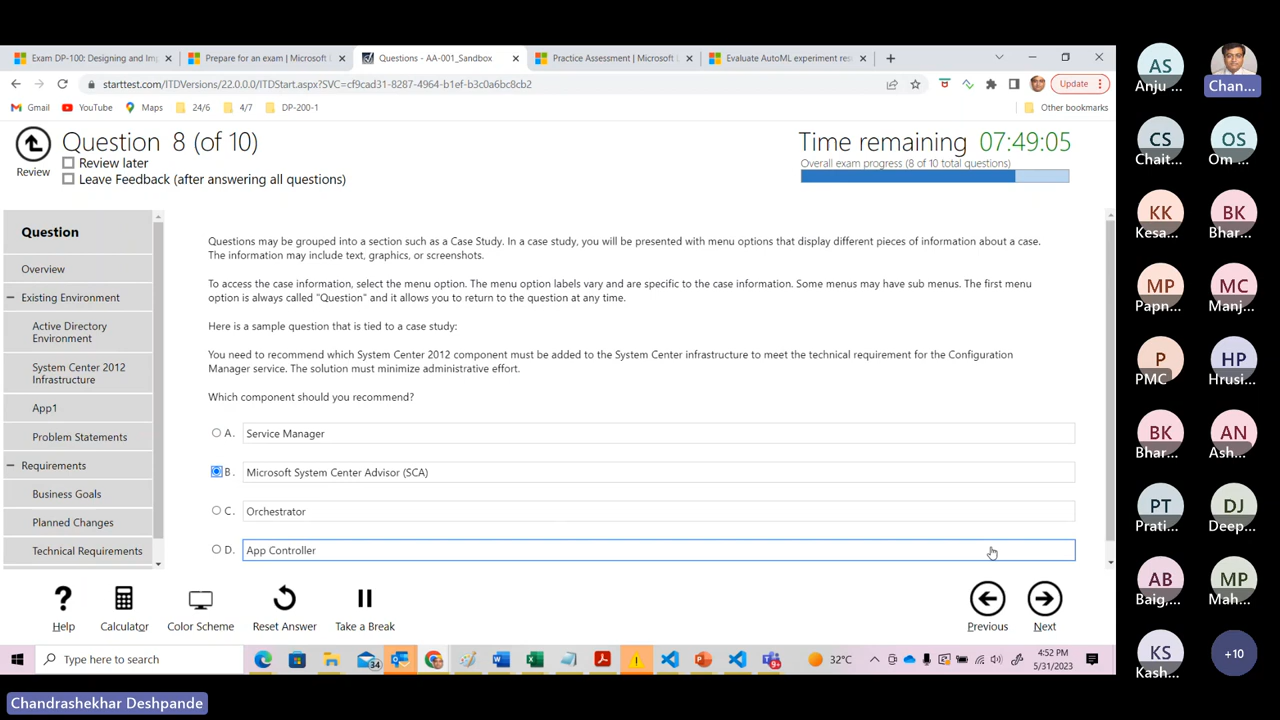 Exam DP-100: Designing and Imp
Prepare for an exam | Microsoft L
Questions - AA-001_Sandbox
Practice Assessment | Microsoft L
Evaluate AutoML experiment res
starttest.com/ITDVersions/22.0.0.0/ITDStart.aspx?SVC=cf9cad31-8287-4964-b1ef-b3c0a6bc8cb2
Update
Gmail
YouTube
Maps
24/6
4/7
DP-200-1
Other bookmarks
Review
Question 8 (of 10)
Review later
Leave Feedback (after answering all questions)
Time remaining 07:49:05
Overall exam progress (8 of 10 total questions)
Question
Overview
Existing Environment
Active Directory
Environment
System Center 2012
Infrastructure
App1
Problem Statements
Requirements
Business Goals
Planned Changes
Technical Requirements
Questions may be grouped into a section such as a Case Study. In a case study, you will be presented with menu options that display different pieces of information about a case.
The information may include text, graphics, or screenshots.
To access the case information, select the menu option. The menu option labels vary and are specific to the case information. Some menus may have sub menus. The first menu
option is always called "Question" and it allows you to return to the question at any time.
Here is a sample question that is tied to a case study:
You need to recommend which System Center 2012 component must be added to the System Center infrastructure to meet the technical requirement for the Configuration
Manager service. The solution must minimize administrative effort.
Which component should you recommend?
A. Service Manager
B. Microsoft System Center Advisor (SCA)
C. Orchestrator
D. App Controller
Help
Calculator
Color Scheme
Reset Answer
Take a Break
Previous
Next
Type here to search
34
9+
32°C
4:52 PM
5/31/2023
Chandrashekhar Deshpande
AS
Anju ...
Chan...
CS
Chait...
OS
Om ...
KK
Kesa...
BK
Bhar...
MP
Papn...
MC
Manj...
P
PMC
HP
Hrusi...
BK
Bhar...
AN
Ash...
PT
Prati...
DJ
Deep...
AB
Baig,...
MP
Mah...
KS
Kash...
+10